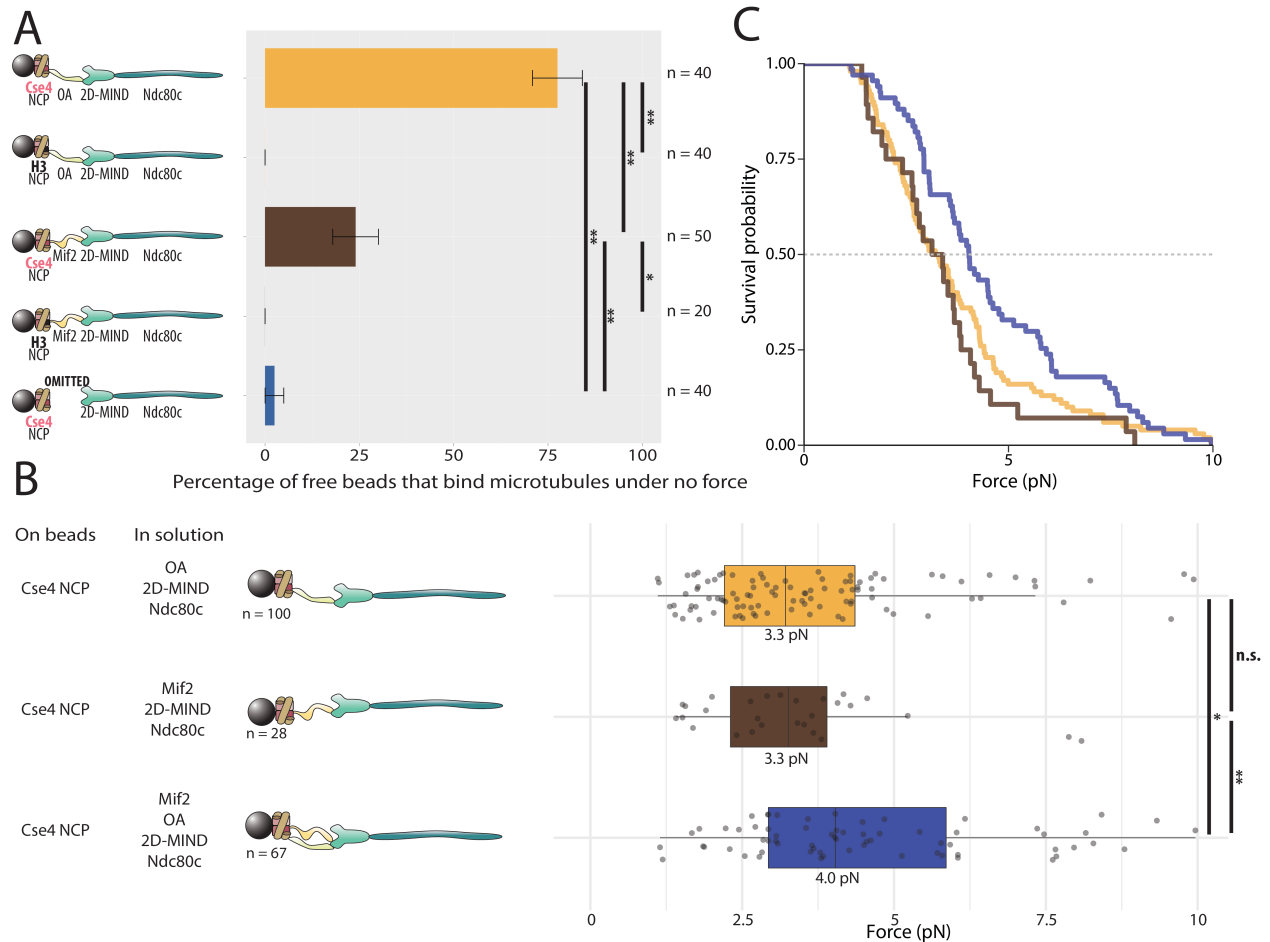 A
Cse4
NCP
OA
2D-MIND
Ndc80c
n = 40
H3
NCP
OA
2D-MIND
Ndc80c
n = 40
Cse4
NCP
Mif2
2D-MIND
Ndc80c
n = 50
H3
NCP
Mif2
2D-MIND
Ndc80c
n = 20
OMITTED
Cse4
NCP
2D-MIND
Ndc80c
n = 40
**
**
**
**
*
0
25
50
75
100
Percentage of free beads that bind microtubules under no force
C
Survival probability
1.00
0.75
0.50
0.25
0.00
0
5
10
Force (pN)
B
On beads
In solution
Cse4 NCP
OA
2D-MIND
Ndc80c
n = 100
3.3 pN
Cse4 NCP
Mif2
2D-MIND
Ndc80c
n = 28
3.3 pN
Cse4 NCP
Mif2
OA
2D-MIND
Ndc80c
n = 67
4.0 pN
n.s.
*
**
0
2.5
5
7.5
10
Force (pN)